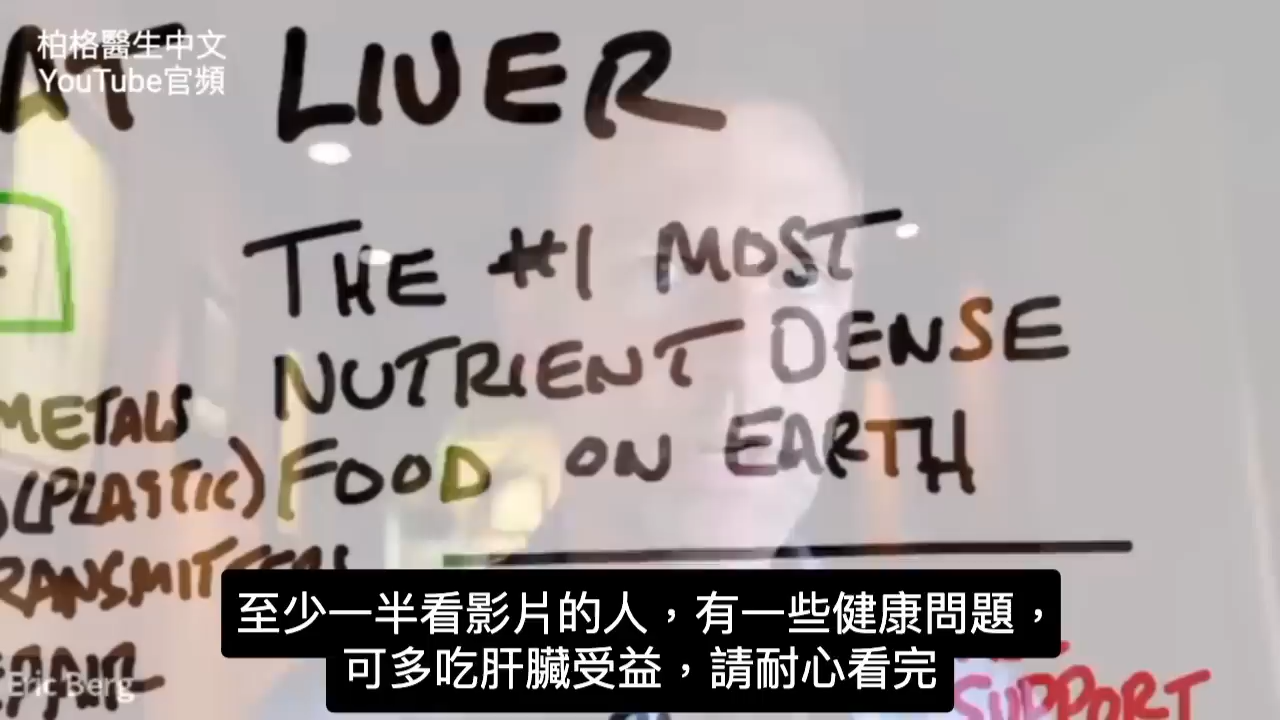 柏格醫生中文
YouTube官頻
AT LIVER
THE #1 MOST
NUTRIENT DENSE
FOOD ON EARTH
METALS
(PLASTIC)
RANSMITTERS
EPAIR
Eric Berg
SUPPORT
至少一半看影片的人，有一些健康問題，
可多吃肝臟受益，請耐心看完